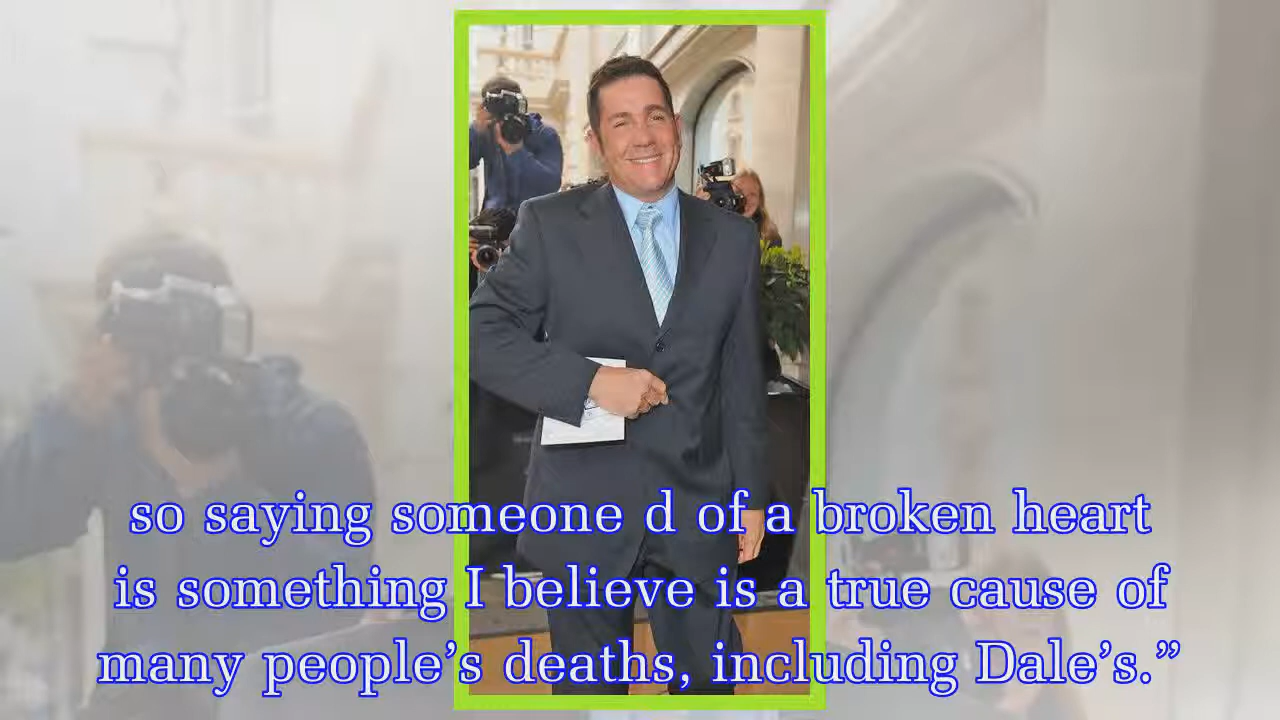 so saying someone d of a broken heart
is something I believe is a true cause of
many people’s deaths, including Dale’s.”